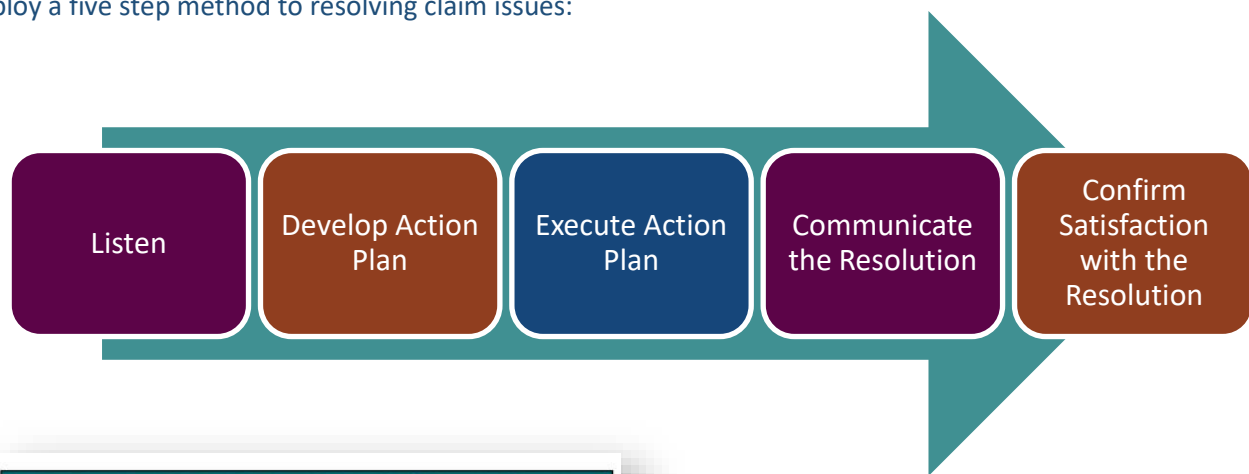 ploy a five step method to resolving claim issues:
Listen
Develop Action
Plan
Execute Action
Plan
Communicate
the Resolution
Confirm
Satisfaction
with the
Resolution